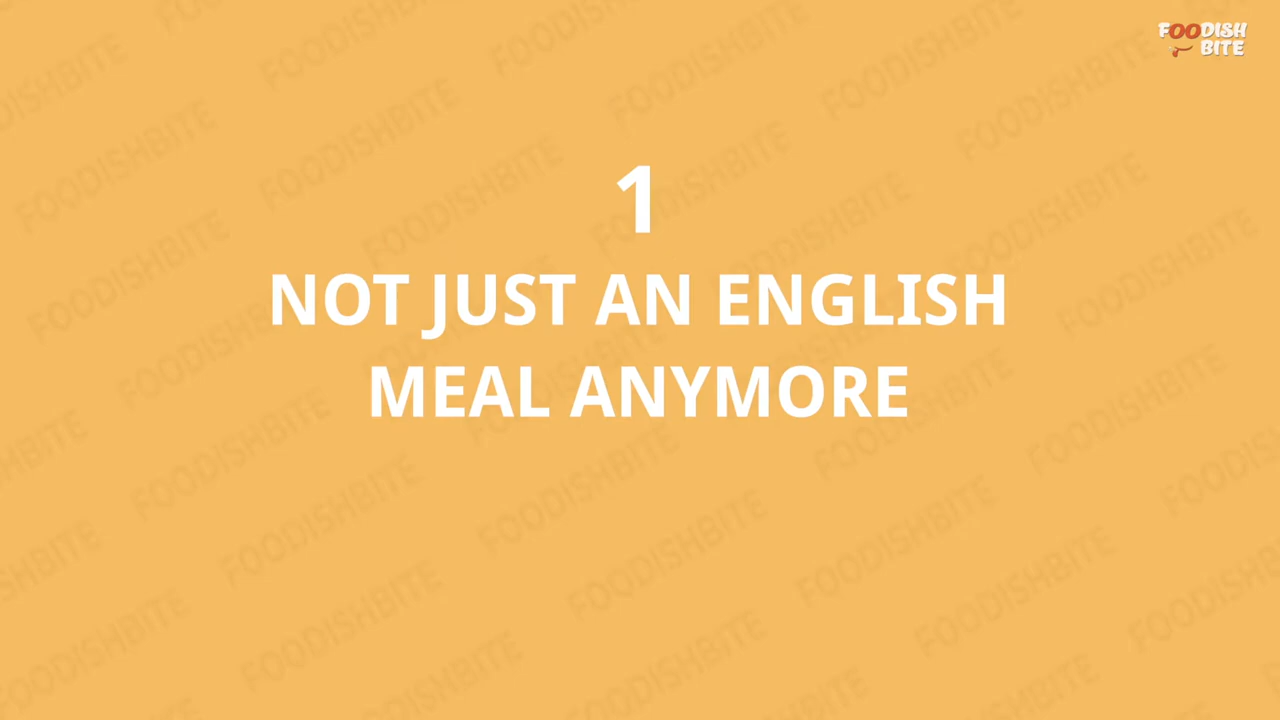 FOODISH
BITE
1
NOT JUST AN ENGLISH
MEAL ANYMORE